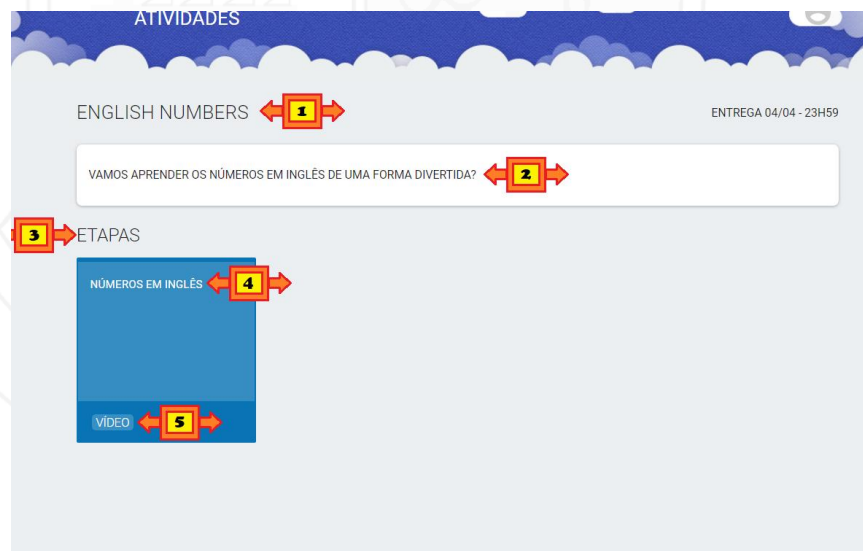 ATIVIDADES
ENGLISH NUMBERS 1 ENTREGA 04/04 - 23H59
VAMOS APRENDER OS NÚMEROS EM INGLÊS DE UMA FORMA DIVERTIDA? 2
3 ETAPAS
NÚMEROS EM INGLÊS 4
VÍDEO 5